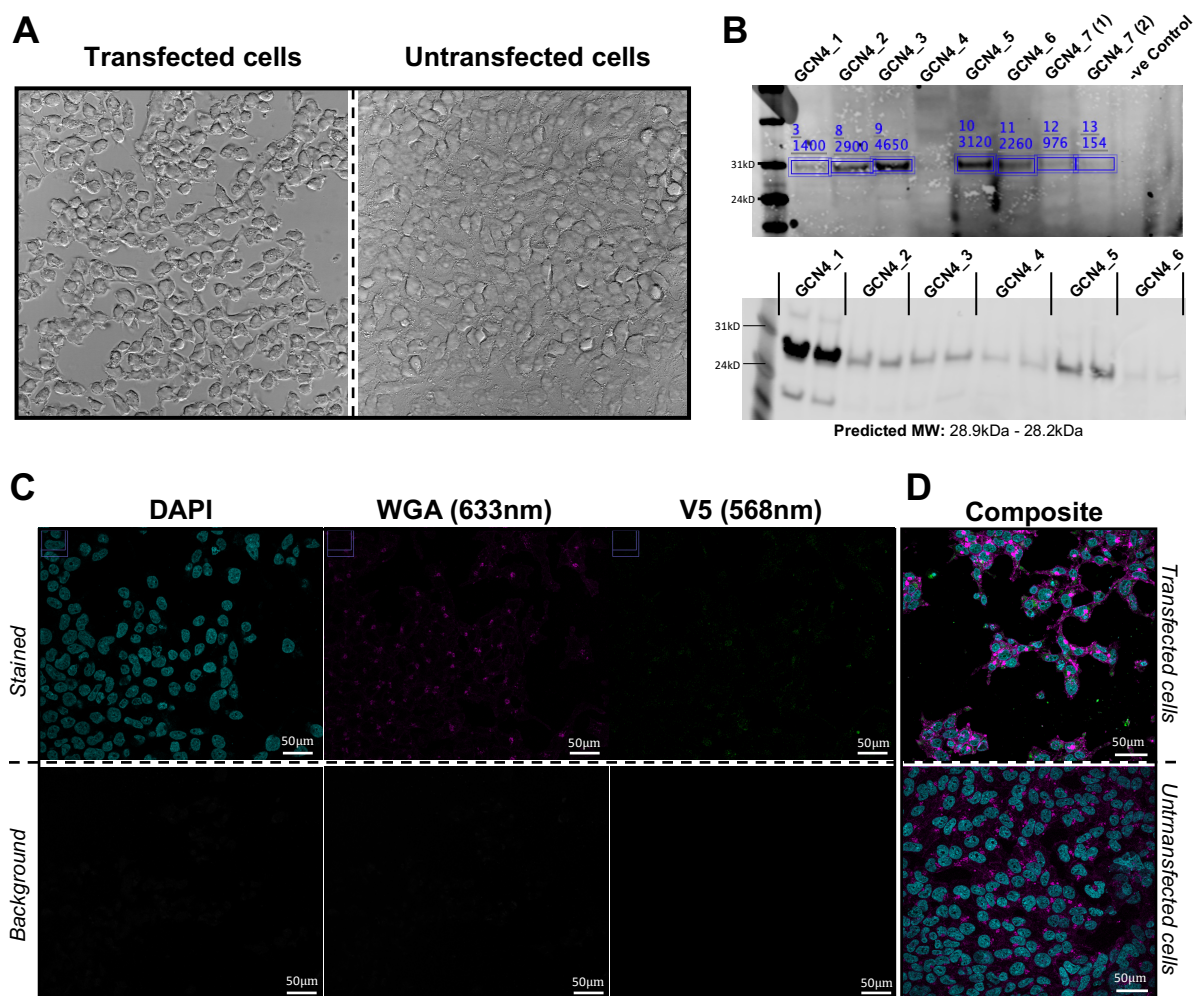 A
Transfected cells
Untransfected cells
B
GCN4_1
GCN4_2
GCN4_3
GCN4_4
GCN4_5
GCN4_6
GCN4_7 (1)
GCN4_7 (2)
-ve Control
3
1400
8
2900
9
4650
10
3120
11
2260
12
976
13
154
31kD
24kD
GCN4_1
GCN4_2
GCN4_3
GCN4_4
GCN4_5
GCN4_6
31kD
24kD
Predicted MW: 28.9kDa - 28.2kDa
C
DAPI
WGA (633nm)
V5 (568nm)
Stained
50μm
50μm
50μm
Background
50μm
50μm
50μm
D
Composite
Transfected cells
50μm
Untrnansfected cells
50μm